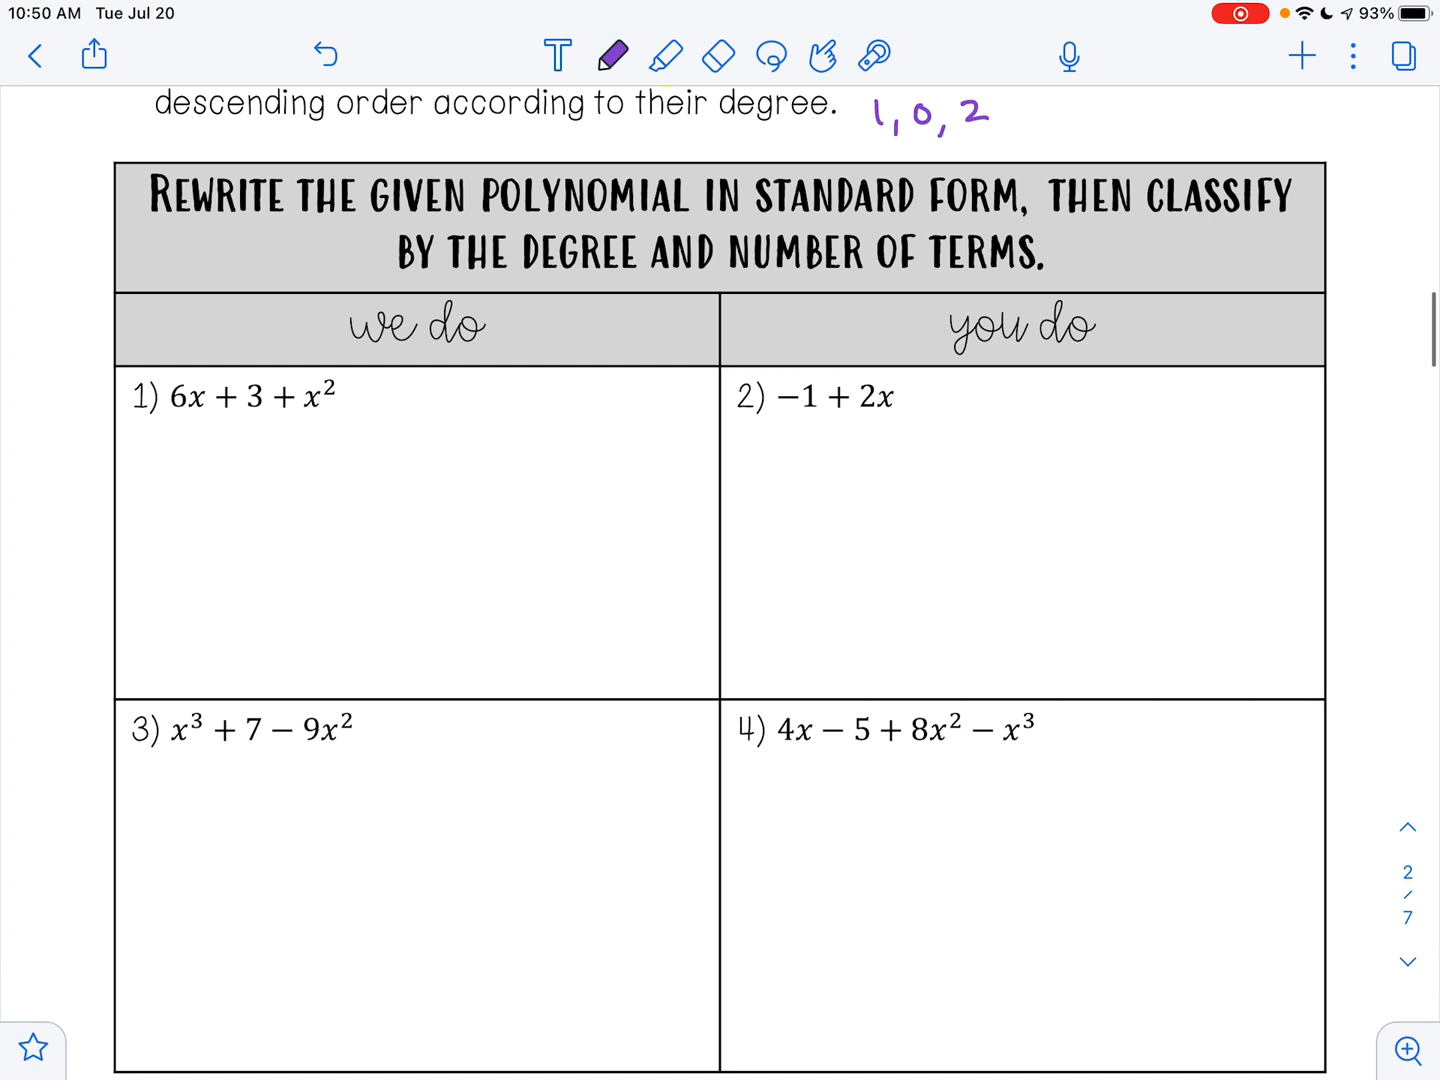 10:50 AM Tue Jul 20
93%
T
descending order according to their degree. 1, 0, 2
REWRITE THE GIVEN POLYNOMIAL IN STANDARD FORM, THEN CLASSIFY
BY THE DEGREE AND NUMBER OF TERMS.
we do
you do
1) 6x + 3 + x²
2) −1 + 2x
3) x³ + 7 − 9x²
4) 4x − 5 + 8x² − x³
2
/
7